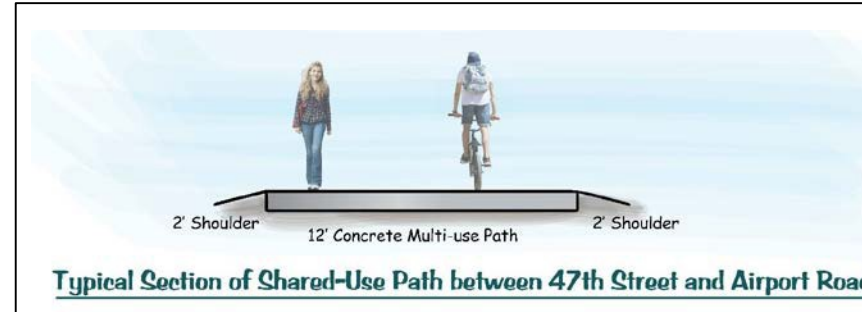 2' Shoulder
12' Concrete Multi-use Path
2' Shoulder
Typical Section of Shared-Use Path between 47th Street and Airport Road